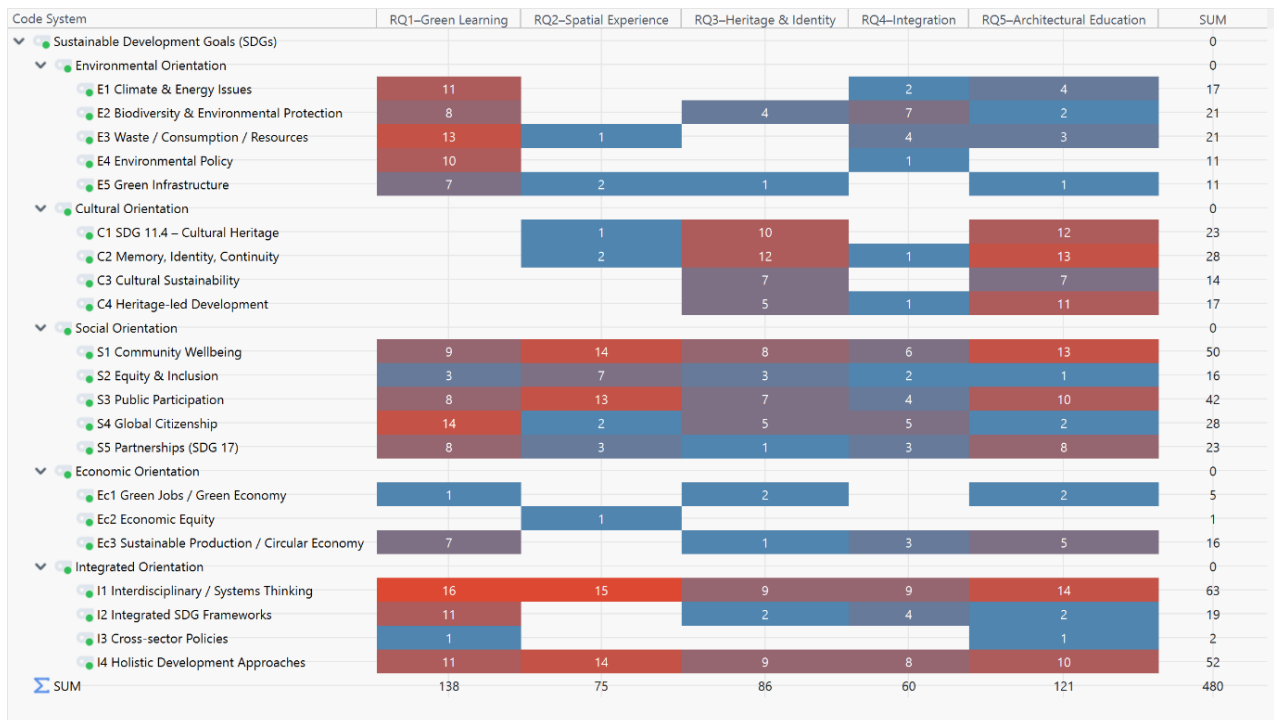 Code System RQ1–Green Learning RQ2–Spatial Experience RQ3–Heritage & Identity RQ4–Integration RQ5–Architectural Education SUM
Sustainable Development Goals (SDGs) 0
Environmental Orientation 0
E1 Climate & Energy Issues 11 2 4 17
E2 Biodiversity & Environmental Protection 8 4 7 2 21
E3 Waste / Consumption / Resources 13 1 4 3 21
E4 Environmental Policy 10 1 11
E5 Green Infrastructure 7 2 1 1 11
Cultural Orientation 0
C1 SDG 11.4 – Cultural Heritage 1 10 12 23
C2 Memory, Identity, Continuity 2 12 1 13 28
C3 Cultural Sustainability 7 7 14
C4 Heritage-led Development 5 1 11 17
Social Orientation 0
S1 Community Wellbeing 9 14 8 6 13 50
S2 Equity & Inclusion 3 7 3 2 1 16
S3 Public Participation 8 13 7 4 10 42
S4 Global Citizenship 14 2 5 5 2 28
S5 Partnerships (SDG 17) 8 3 1 3 8 23
Economic Orientation 0
Ec1 Green Jobs / Green Economy 1 2 2 5
Ec2 Economic Equity 1 1
Ec3 Sustainable Production / Circular Economy 7 1 3 5 16
Integrated Orientation 0
I1 Interdisciplinary / Systems Thinking 16 15 9 9 14 63
I2 Integrated SDG Frameworks 11 2 4 2 19
I3 Cross-sector Policies 1 1 2
I4 Holistic Development Approaches 11 14 9 8 10 52
∑ SUM 138 75 86 60 121 480